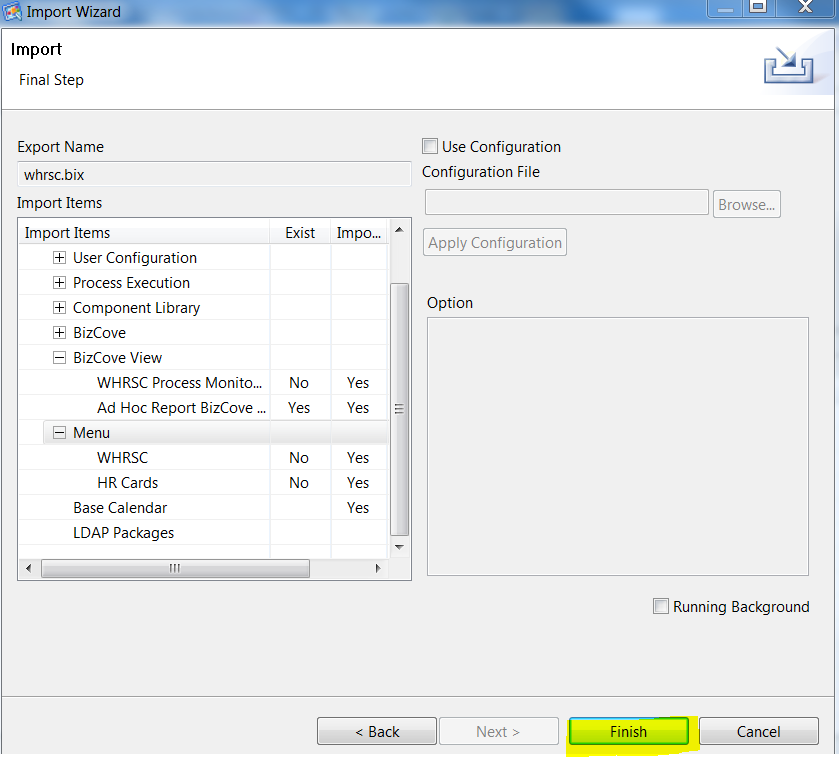 Import Wizard
Import
Final Step
Export Name
whrsc.bix
Import Items
Import Items Exist Impo...
User Configuration
Process Execution
Component Library
BizCove
BizCove View
WHRSC Process Monito... No Yes
Ad Hoc Report BizCove ... Yes Yes
Menu
WHRSC No Yes
HR Cards No Yes
Base Calendar Yes
LDAP Packages
Use Configuration
Configuration File
Browse...
Apply Configuration
Option
Running Background
< Back Next > Finish Cancel